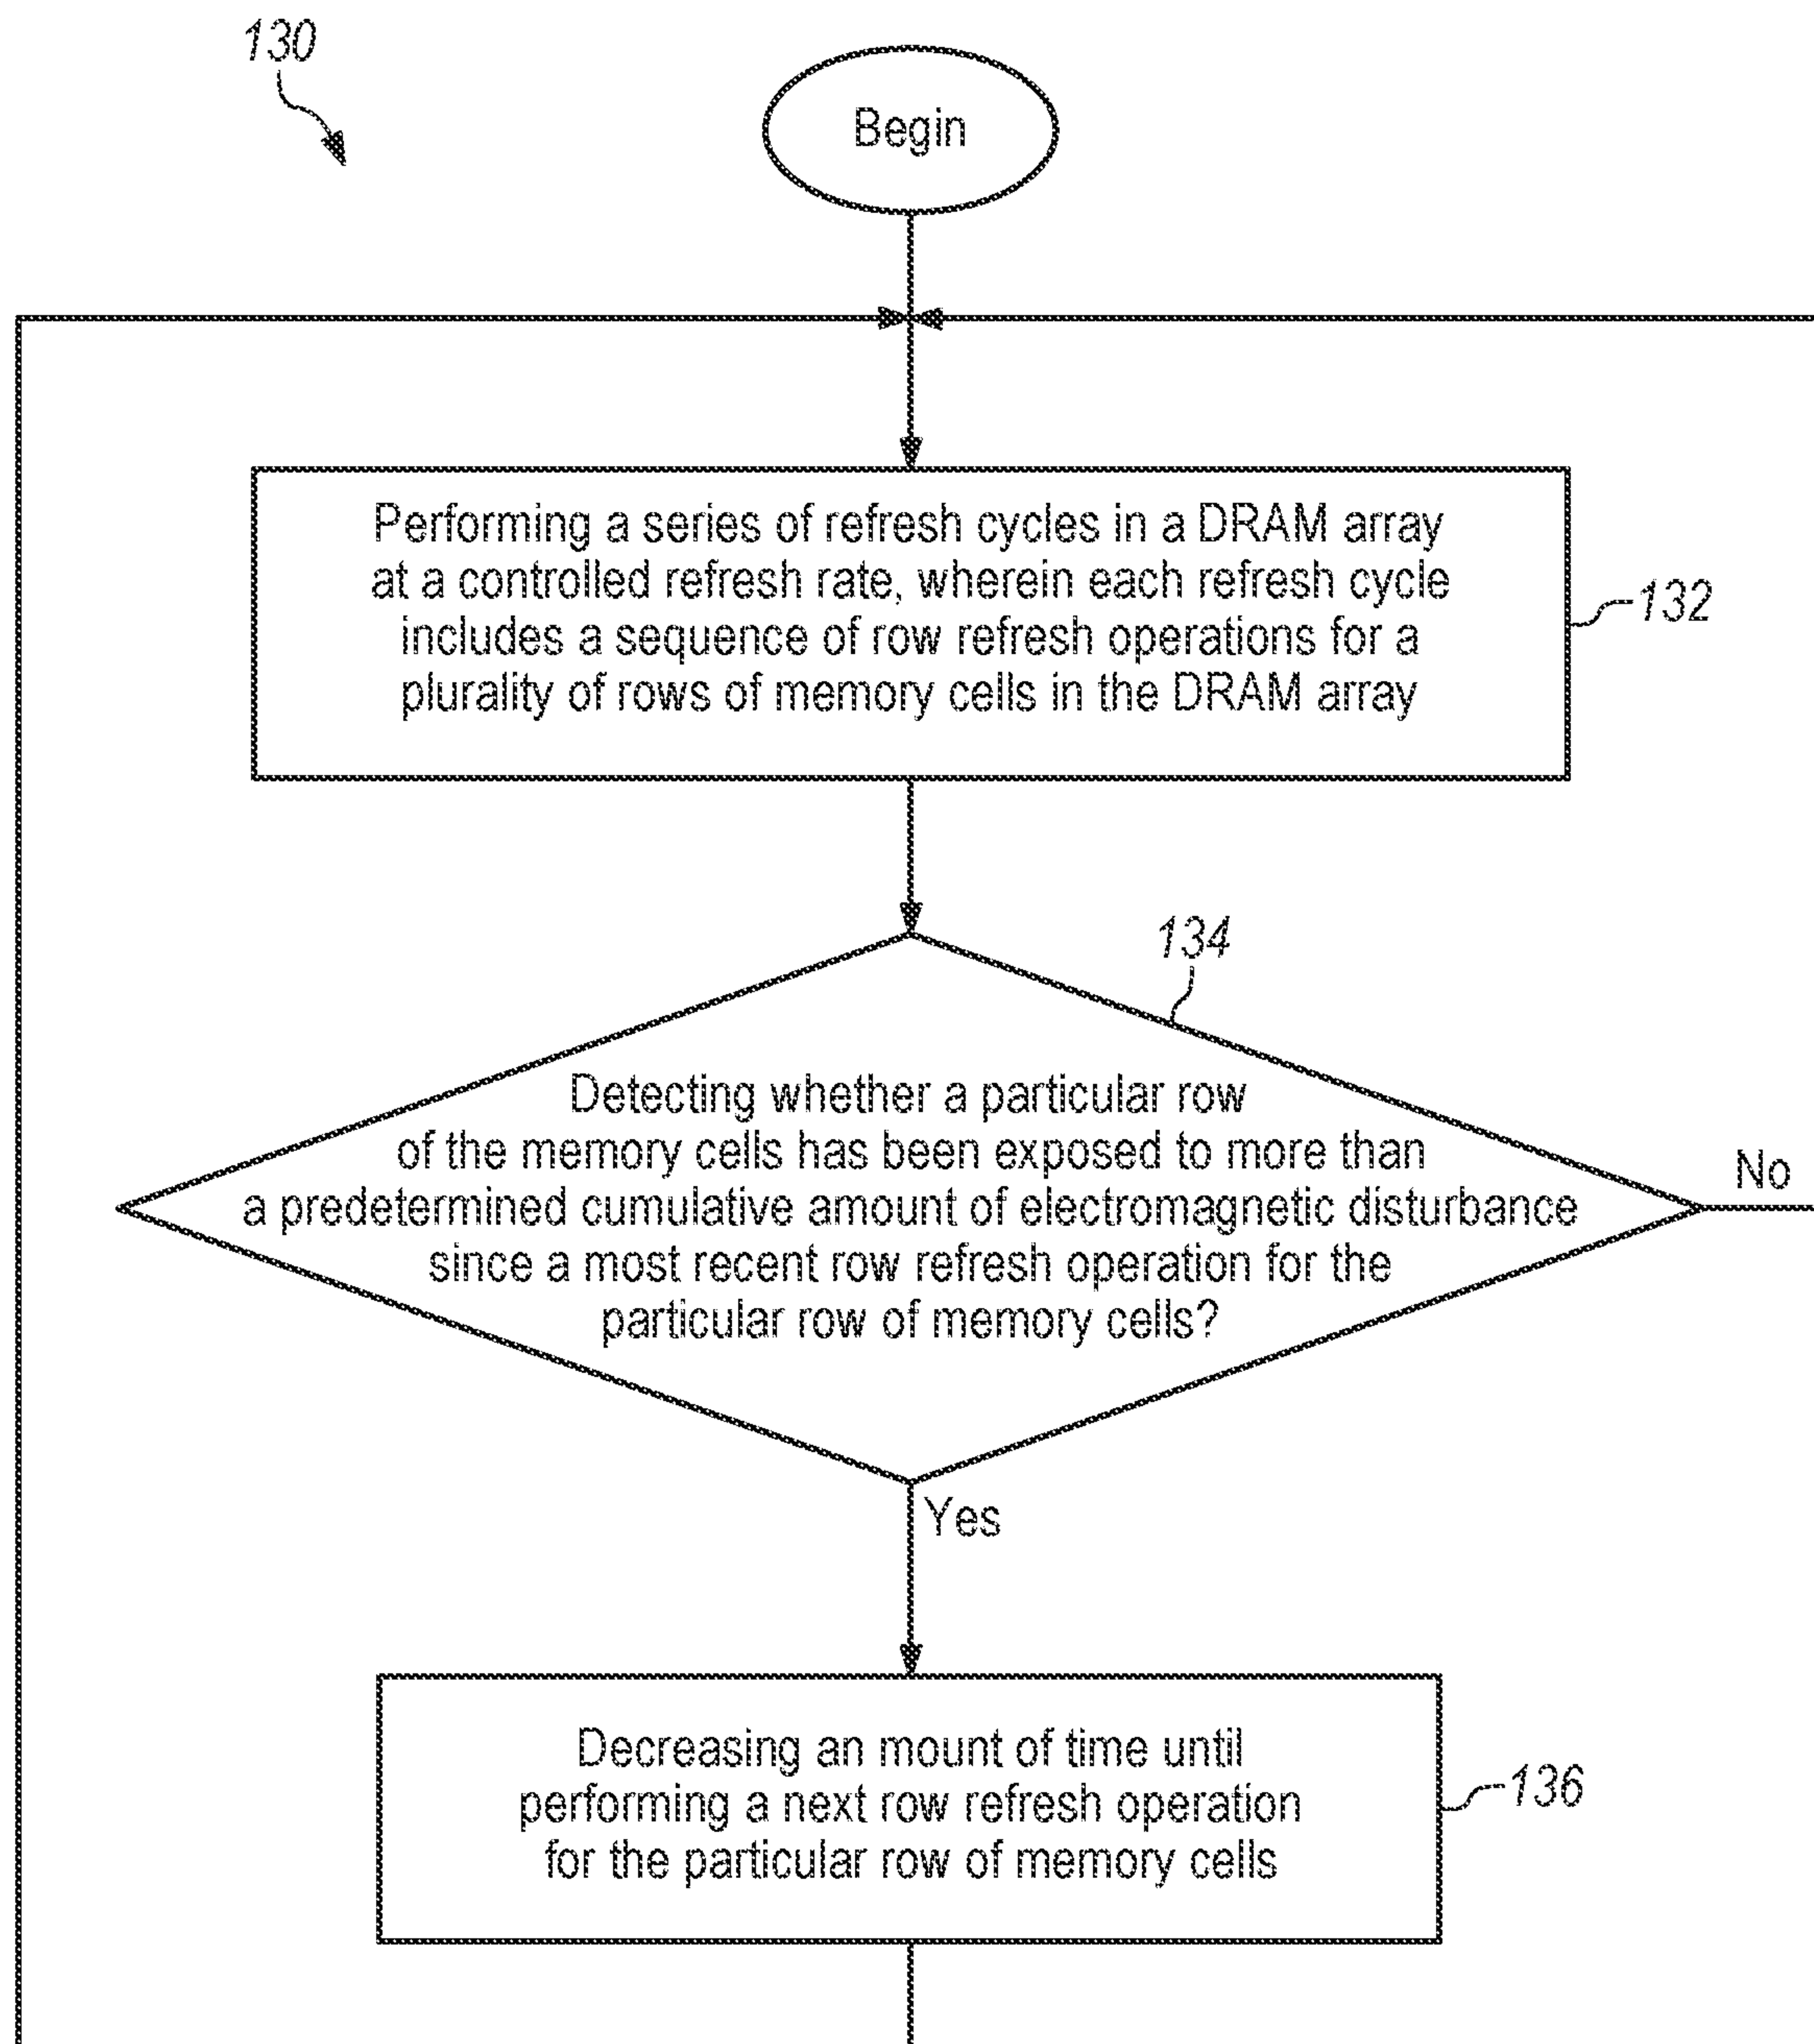 130
Begin
Performing a series of refresh cycles in a DRAM array
at a controlled refresh rate, wherein each refresh cycle
includes a sequence of row refresh operations for a
plurality of rows of memory cells in the DRAM array
132
134
Detecting whether a particular row
of the memory cells has been exposed to more than
a predetermined cumulative amount of electromagnetic disturbance
since a most recent row refresh operation for the
particular row of memory cells?
No
Yes
Decreasing an mount of time until
performing a next row refresh operation
for the particular row of memory cells
136